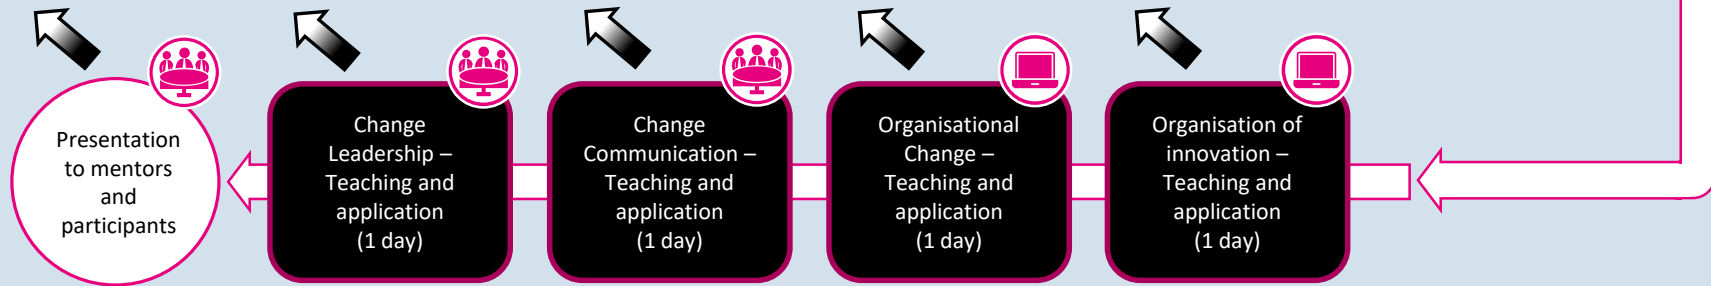 Presentation
to mentors
and
participants
Change
Leadership –
Teaching and
application
(1 day)
Change
Communication –
Teaching and
application
(1 day)
Organisational
Change –
Teaching and
application
(1 day)
Organisation of
innovation –
Teaching and
application
(1 day)